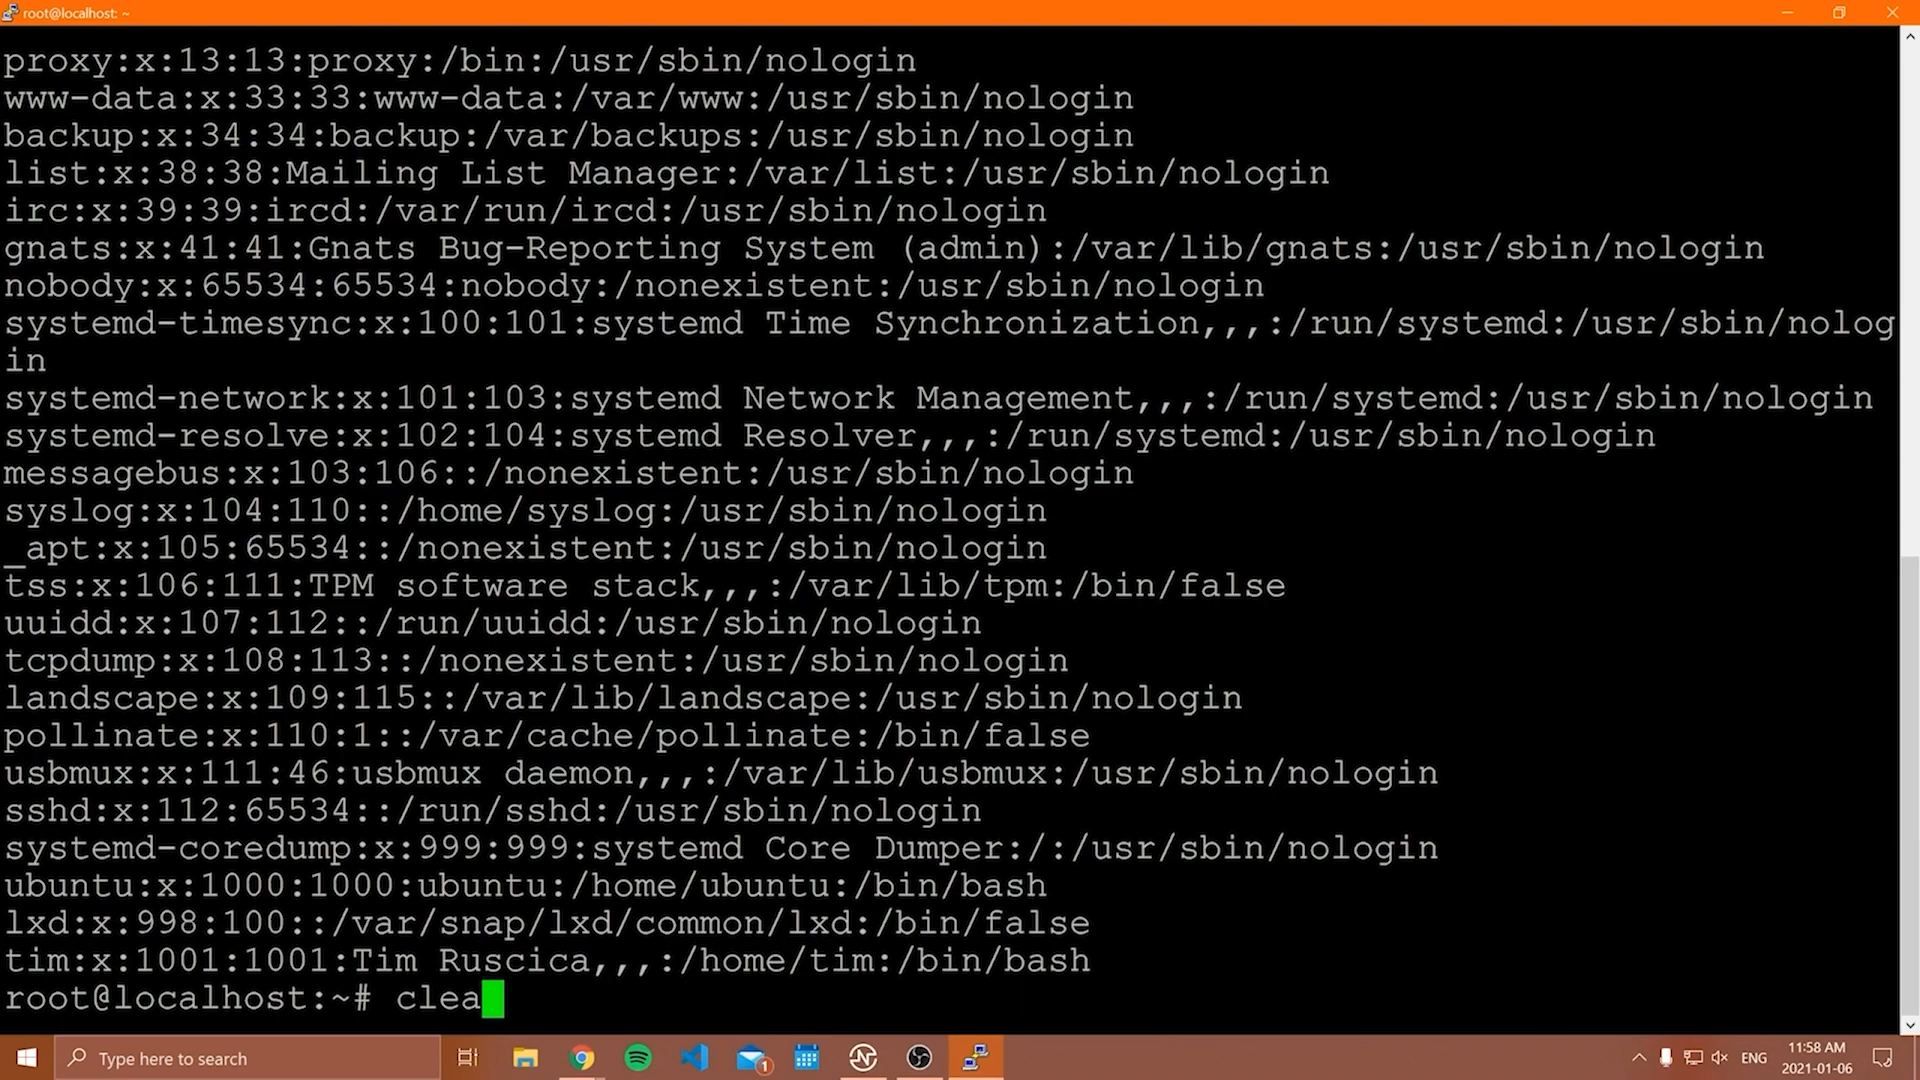 root@localhost: ~
proxy:x:13:13:proxy:/bin:/usr/sbin/nologin
www-data:x:33:33:www-data:/var/www:/usr/sbin/nologin
backup:x:34:34:backup:/var/backups:/usr/sbin/nologin
list:x:38:38:Mailing List Manager:/var/list:/usr/sbin/nologin
irc:x:39:39:ircd:/var/run/ircd:/usr/sbin/nologin
gnats:x:41:41:Gnats Bug-Reporting System (admin):/var/lib/gnats:/usr/sbin/nologin
nobody:x:65534:65534:nobody:/nonexistent:/usr/sbin/nologin
systemd-timesync:x:100:101:systemd Time Synchronization,,,:/run/systemd:/usr/sbin/nolog
in
systemd-network:x:101:103:systemd Network Management,,,:/run/systemd:/usr/sbin/nologin
systemd-resolve:x:102:104:systemd Resolver,,,:/run/systemd:/usr/sbin/nologin
messagebus:x:103:106::/nonexistent:/usr/sbin/nologin
syslog:x:104:110::/home/syslog:/usr/sbin/nologin
_apt:x:105:65534::/nonexistent:/usr/sbin/nologin
tss:x:106:111:TPM software stack,,,:/var/lib/tpm:/bin/false
uuidd:x:107:112::/run/uuidd:/usr/sbin/nologin
tcpdump:x:108:113::/nonexistent:/usr/sbin/nologin
landscape:x:109:115::/var/lib/landscape:/usr/sbin/nologin
pollinate:x:110:1::/var/cache/pollinate:/bin/false
usbmux:x:111:46:usbmux daemon,,,:/var/lib/usbmux:/usr/sbin/nologin
sshd:x:112:65534::/run/sshd:/usr/sbin/nologin
systemd-coredump:x:999:999:systemd Core Dumper:/:/usr/sbin/nologin
ubuntu:x:1000:1000:ubuntu:/home/ubuntu:/bin/bash
lxd:x:998:100::/var/snap/lxd/common/lxd:/bin/false
tim:x:1001:1001:Tim Ruscica,,,:/home/tim:/bin/bash
root@localhost:~# clea
Type here to search
1
ENG
11:58 AM
2021-01-06